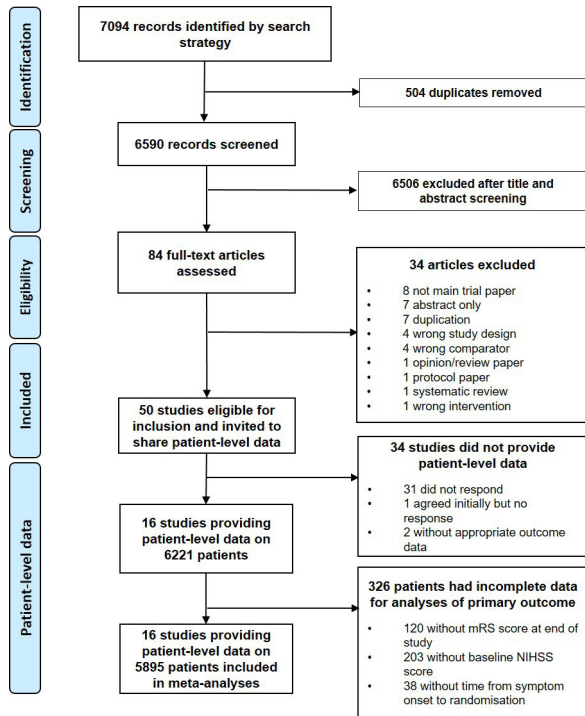 Identification
7094 records identified by search
strategy
504 duplicates removed
Screening
6590 records screened
6506 excluded after title and
abstract screening
Eligibility
84 full-text articles
assessed
34 articles excluded
• 8 not main trial paper
• 7 abstract only
• 7 duplication
• 4 wrong study design
• 4 wrong comparator
• 1 opinion/review paper
• 1 protocol paper
• 1 systematic review
• 1 wrong intervention
Included
50 studies eligible for
inclusion and invited to
share patient-level data
34 studies did not provide
patient-level data
• 31 did not respond
• 1 agreed initially but no
response
• 2 without appropriate outcome
data
Patient-level data
16 studies providing
patient-level data on
6221 patients
326 patients had incomplete data
for analyses of primary outcome
• 120 without mRS score at end of
study
• 203 without baseline NIHSS
score
• 38 without time from symptom
onset to randomisation
16 studies providing
patient-level data on
5895 patients included
in meta-analyses